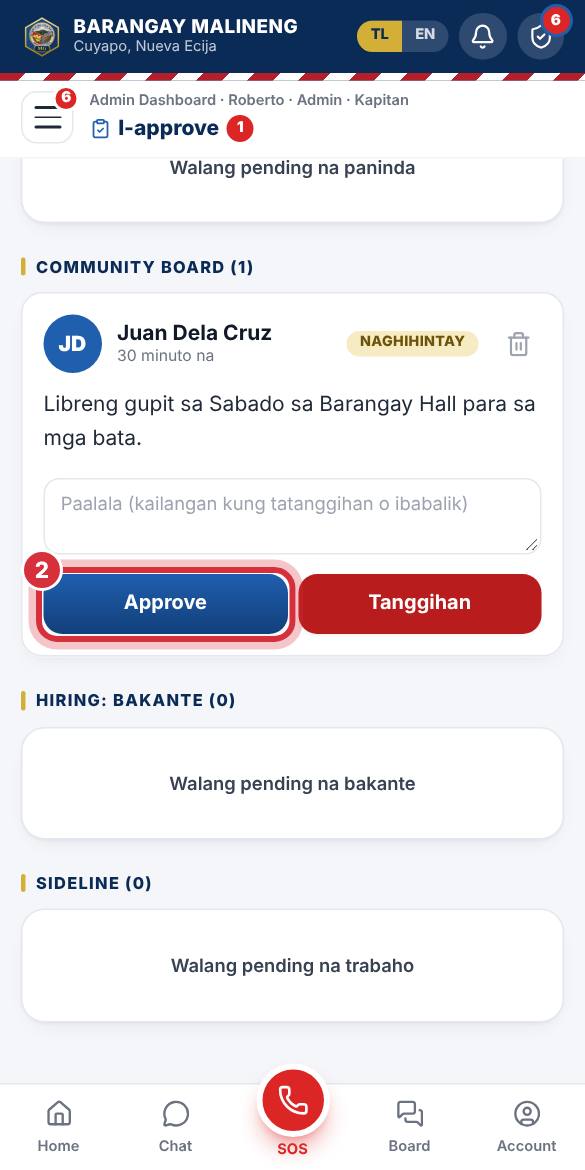 BARANGAY MALINENG
Cuyapo, Nueva Ecija
TL
EN
6
6
Admin Dashboard · Roberto · Admin · Kapitan
I-approve 1
Walang pending na paninda
COMMUNITY BOARD (1)
JD
Juan Dela Cruz
30 minuto na
NAGHIHINTAY
Libreng gupit sa Sabado sa Barangay Hall para sa
mga bata.
Paalala (kailangan kung tatanggihan o ibabalik)
2
Approve
Tanggihan
HIRING: BAKANTE (0)
Walang pending na bakante
SIDELINE (0)
Walang pending na trabaho
Home
Chat
SOS
Board
Account